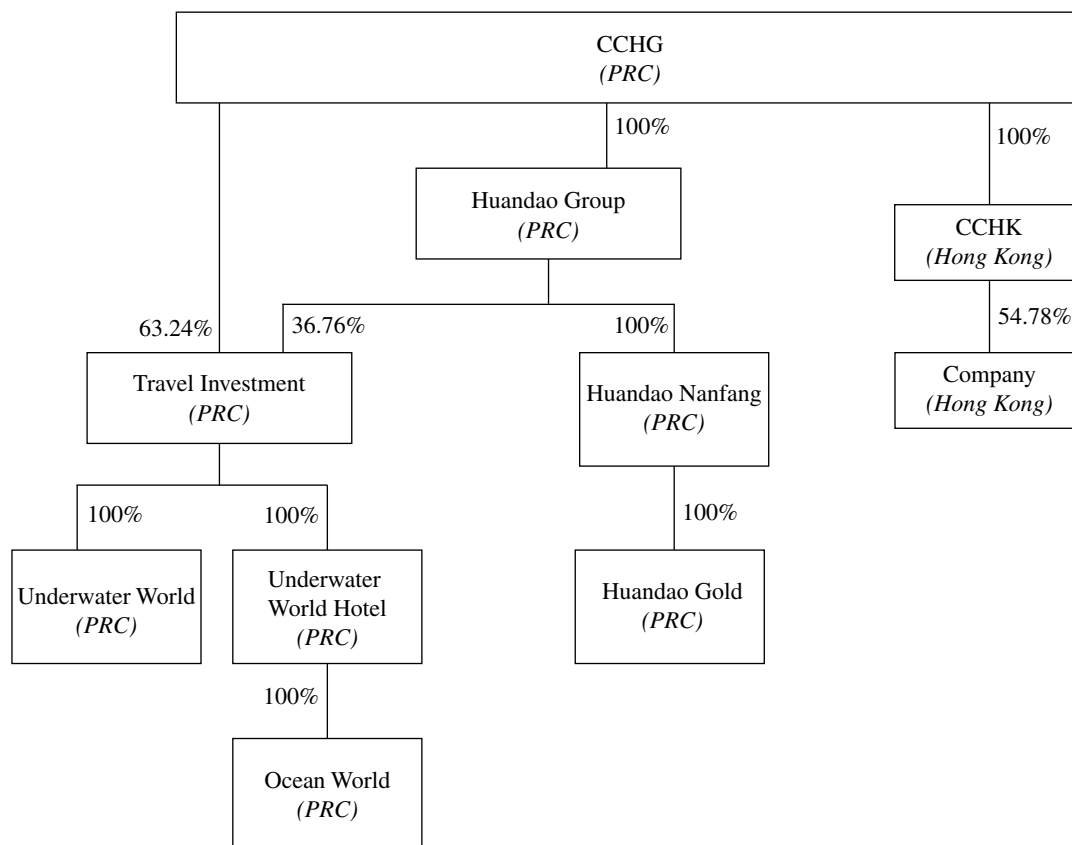 CCHG
(PRC)
100%
100%
Huandao Group
(PRC)
CCHK
(Hong Kong)
63.24%
36.76%
100%
54.78%
Travel Investment
(PRC)
Huandao Nanfang
(PRC)
Company
(Hong Kong)
100%
100%
100%
Underwater World
(PRC)
Underwater
World Hotel
(PRC)
Huandao Gold
(PRC)
100%
Ocean World
(PRC)